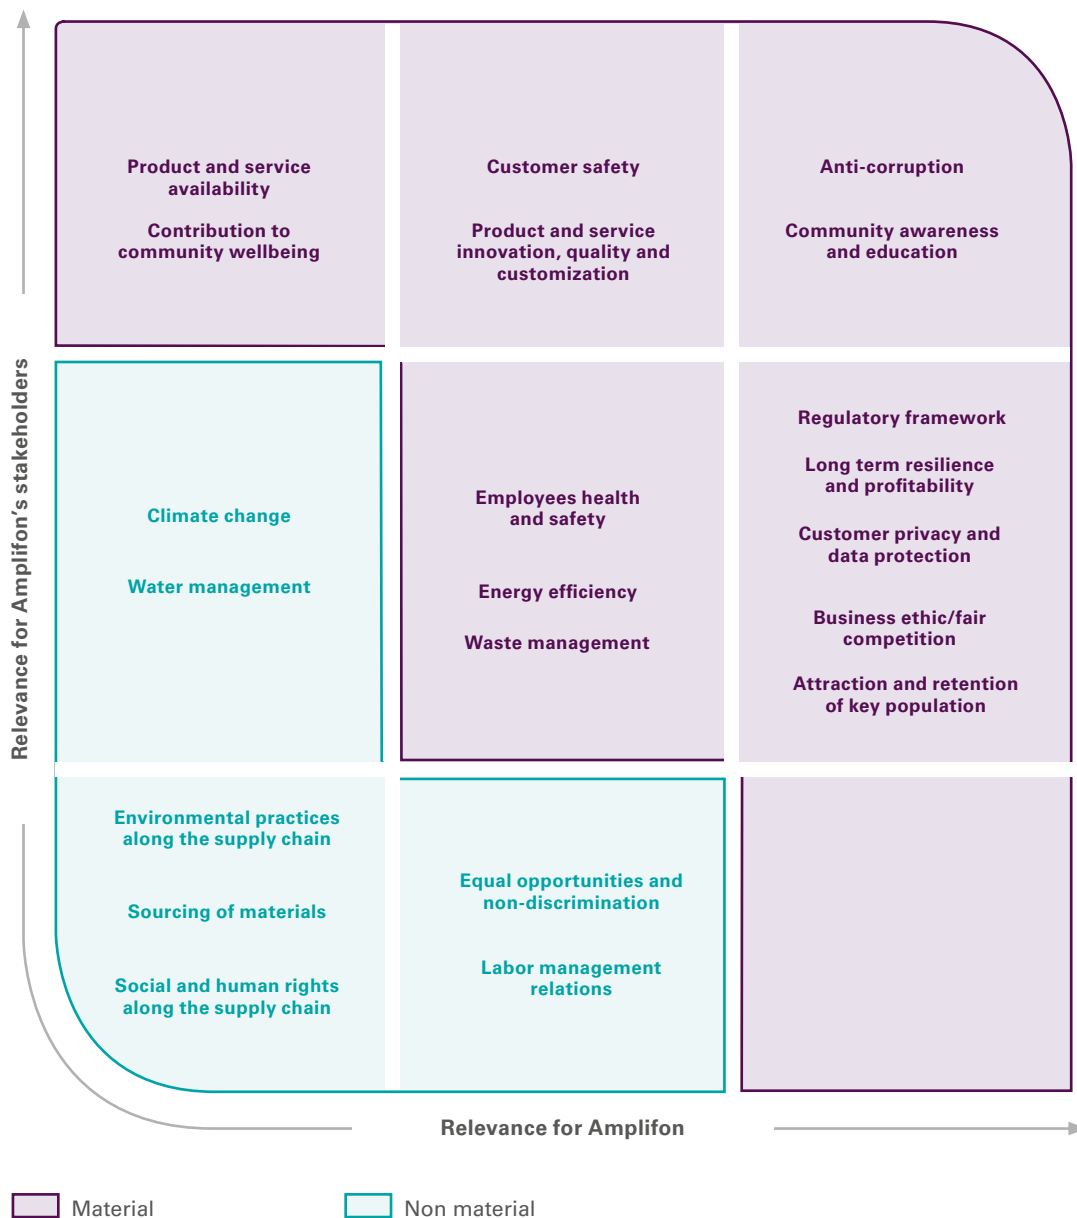 Relevance for Amplifon's stakeholders
Product and service
availability
Contribution to
community wellbeing
Customer safety
Product and service
innovation, quality and
customization
Anti-corruption
Community awareness
and education
Climate change
Water management
Employees health
and safety
Energy efficiency
Waste management
Regulatory framework
Long term resilience
and profitability
Customer privacy and
data protection
Business ethic/fair
competition
Attraction and retention
of key population
Environmental practices
along the supply chain
Sourcing of materials
Social and human rights
along the supply chain
Equal opportunities and
non-discrimination
Labor management
relations
Relevance for Amplifon
Material
Non material